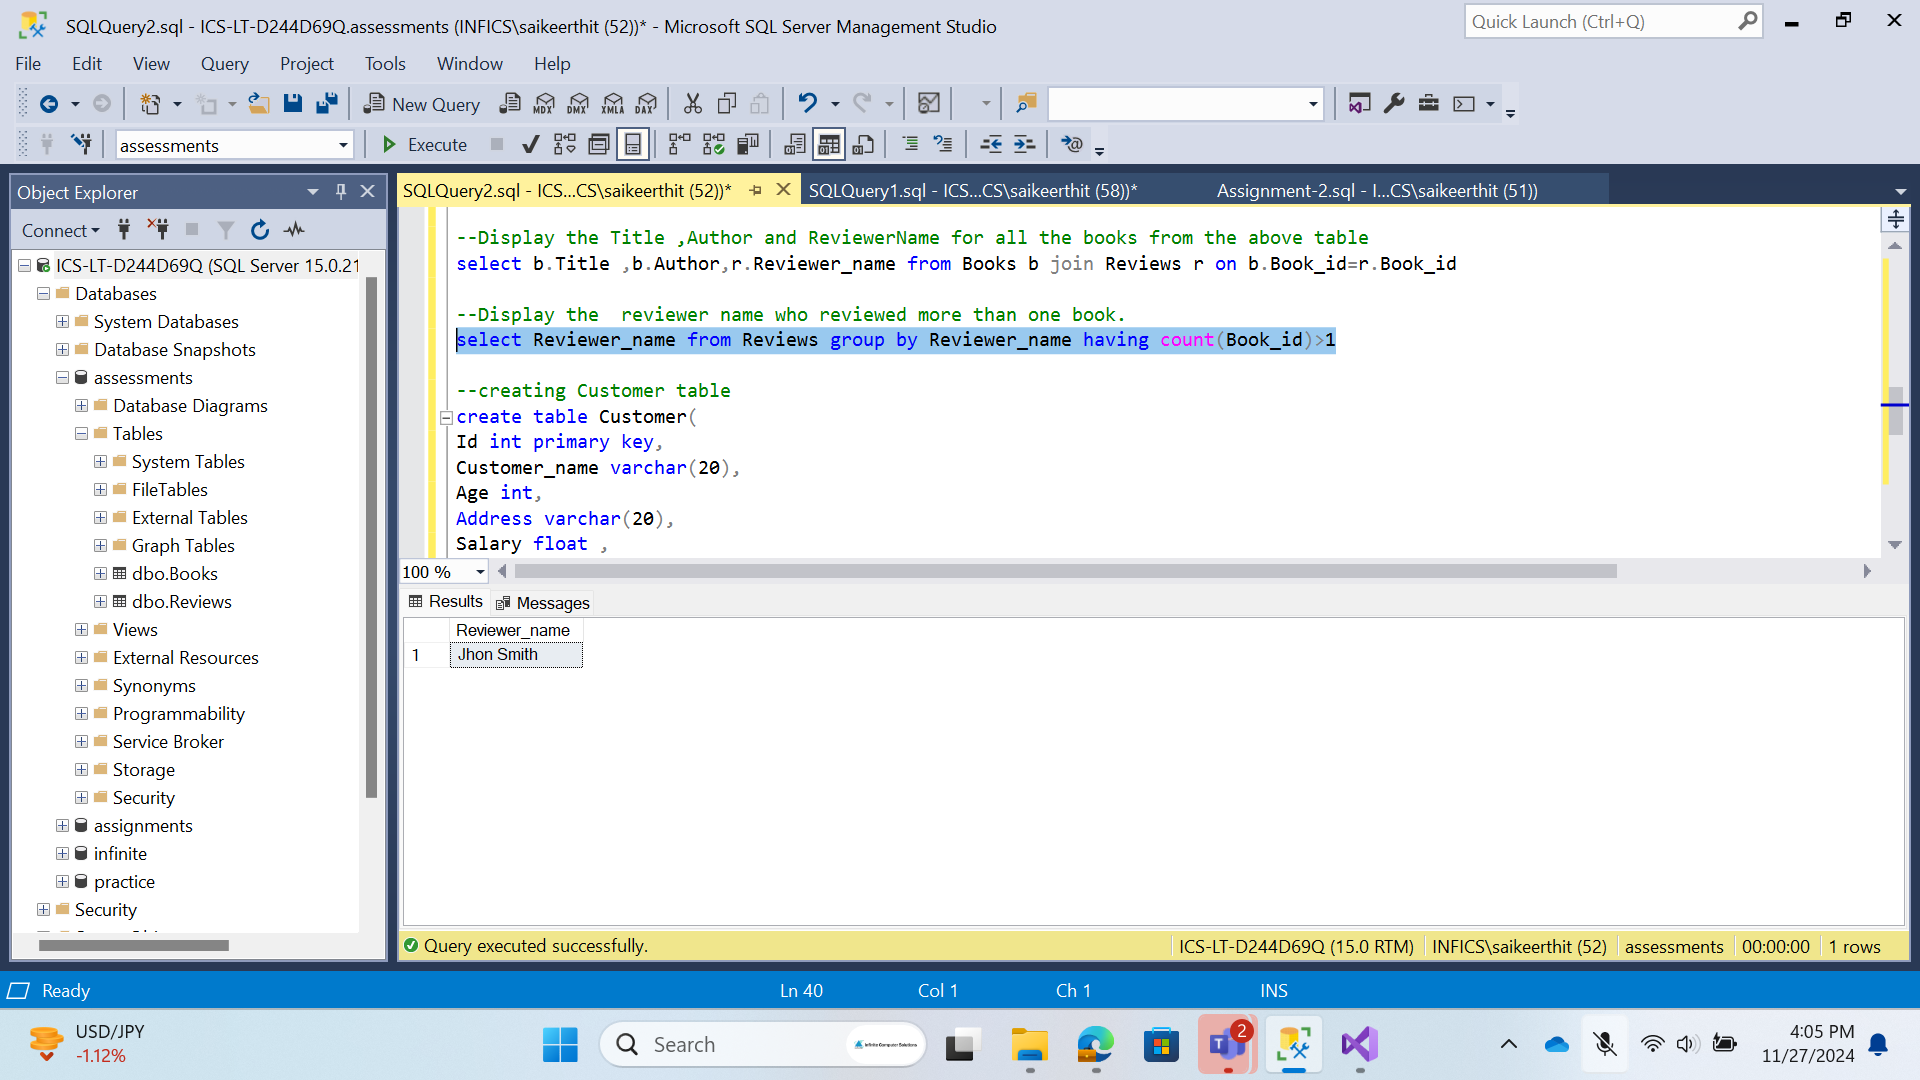 SQLQuery2.sql - ICS-LT-D244D69Q.assessments (INFICS\saikeerthit (52))* - Microsoft SQL Server Management Studio
Quick Launch (Ctrl+Q)
File Edit View Query Project Tools Window Help
New Query MDX DMX XMLA DAX
assessments Execute
Object Explorer
SQLQuery2.sql - ICS...CS\saikeerthit (52))* SQLQuery1.sql - ICS...CS\saikeerthit (58))* Assignment-2.sql - I...CS\saikeerthit (51))
Connect
ICS-LT-D244D69Q (SQL Server 15.0.21
Databases
System Databases
Database Snapshots
assessments
Database Diagrams
Tables
System Tables
FileTables
External Tables
Graph Tables
dbo.Books
dbo.Reviews
Views
External Resources
Synonyms
Programmability
Service Broker
Storage
Security
assignments
infinite
practice
Security
--Display the Title ,Author and ReviewerName for all the books from the above table
select b.Title ,b.Author,r.Reviewer_name from Books b join Reviews r on b.Book_id=r.Book_id
--Display the  reviewer name who reviewed more than one book.
select Reviewer_name from Reviews group by Reviewer_name having count(Book_id)>1
--creating Customer table
create table Customer(
Id int primary key,
Customer_name varchar(20),
Age int,
Address varchar(20),
Salary float ,
100 %
Results Messages
Reviewer_name
1 Jhon Smith
Query executed successfully. ICS-LT-D244D69Q (15.0 RTM) INFICS\saikeerthit (52) assessments 00:00:00 1 rows
Ready Ln 40 Col 1 Ch 1 INS
USD/JPY
-1.12%
Search
Infinite Computer Solutions
2
4:05 PM
11/27/2024